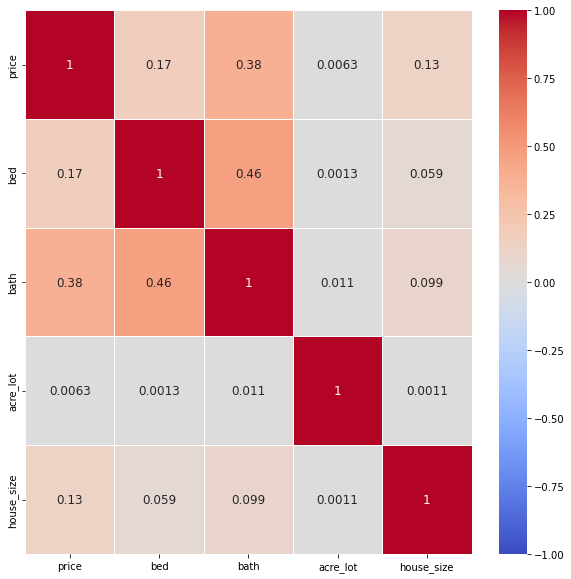 price 1 0.17 0.38 0.0063 0.13
bed 0.17 1 0.46 0.0013 0.059
bath 0.38 0.46 1 0.011 0.099
acre_lot 0.0063 0.0013 0.011 1 0.0011
house_size 0.13 0.059 0.099 0.0011 1
price bed bath acre_lot house_size
1.00
0.75
0.50
0.25
0.00
−0.25
−0.50
−0.75
−1.00